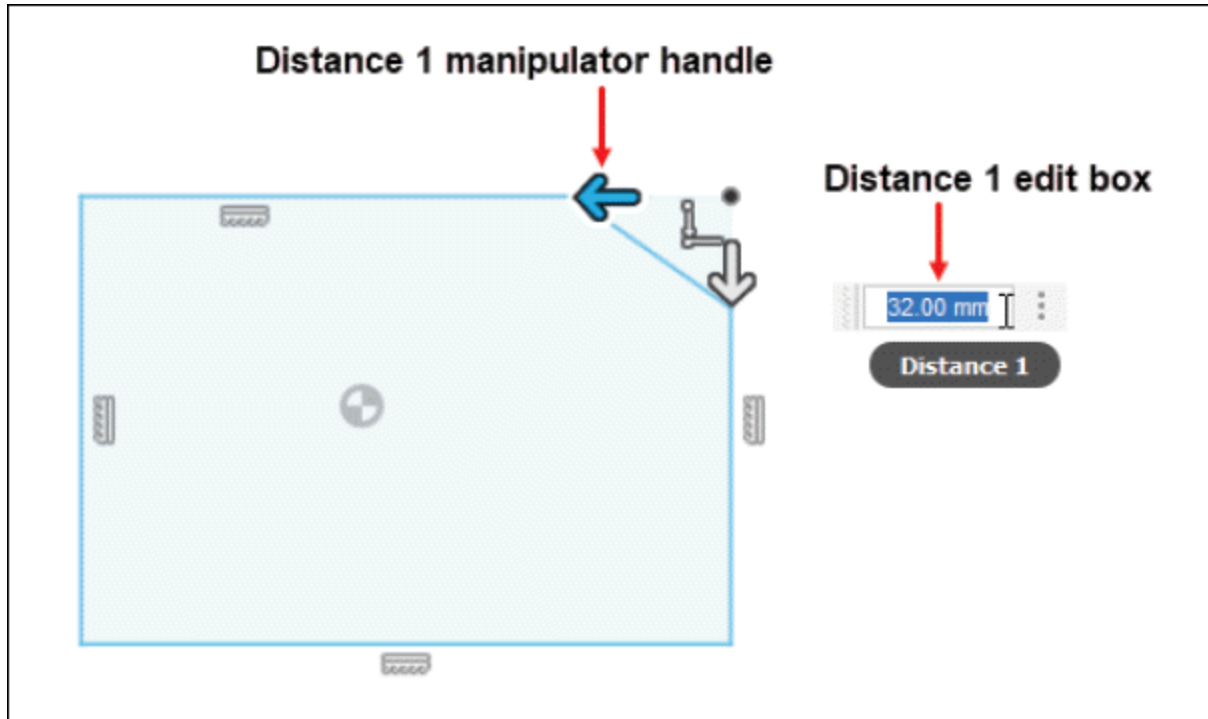 Distance 1 manipulator handle
Distance 1 edit box
32.00 mm
Distance 1